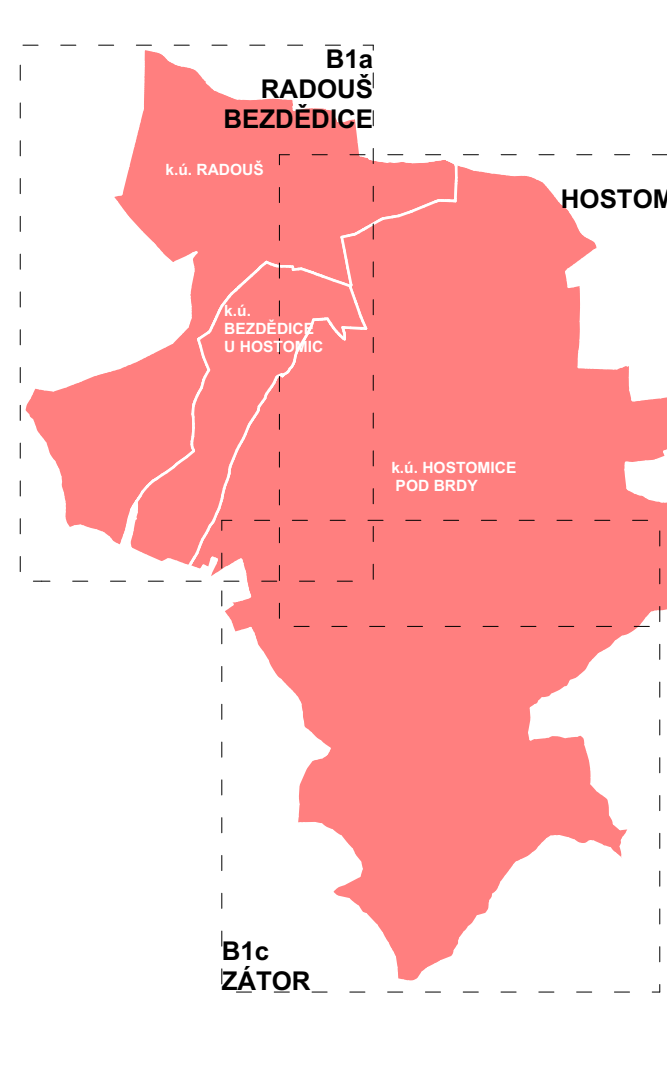 B1a
RADOUŠ
BEZDĚDICE
k.ú. RADOUŠ
HOSTOM
k.ú.
BEZDĚDICE
U HOSTOMIC
k.ú. HOSTOMICE
POD BRDY
B1c
ZÁTOR